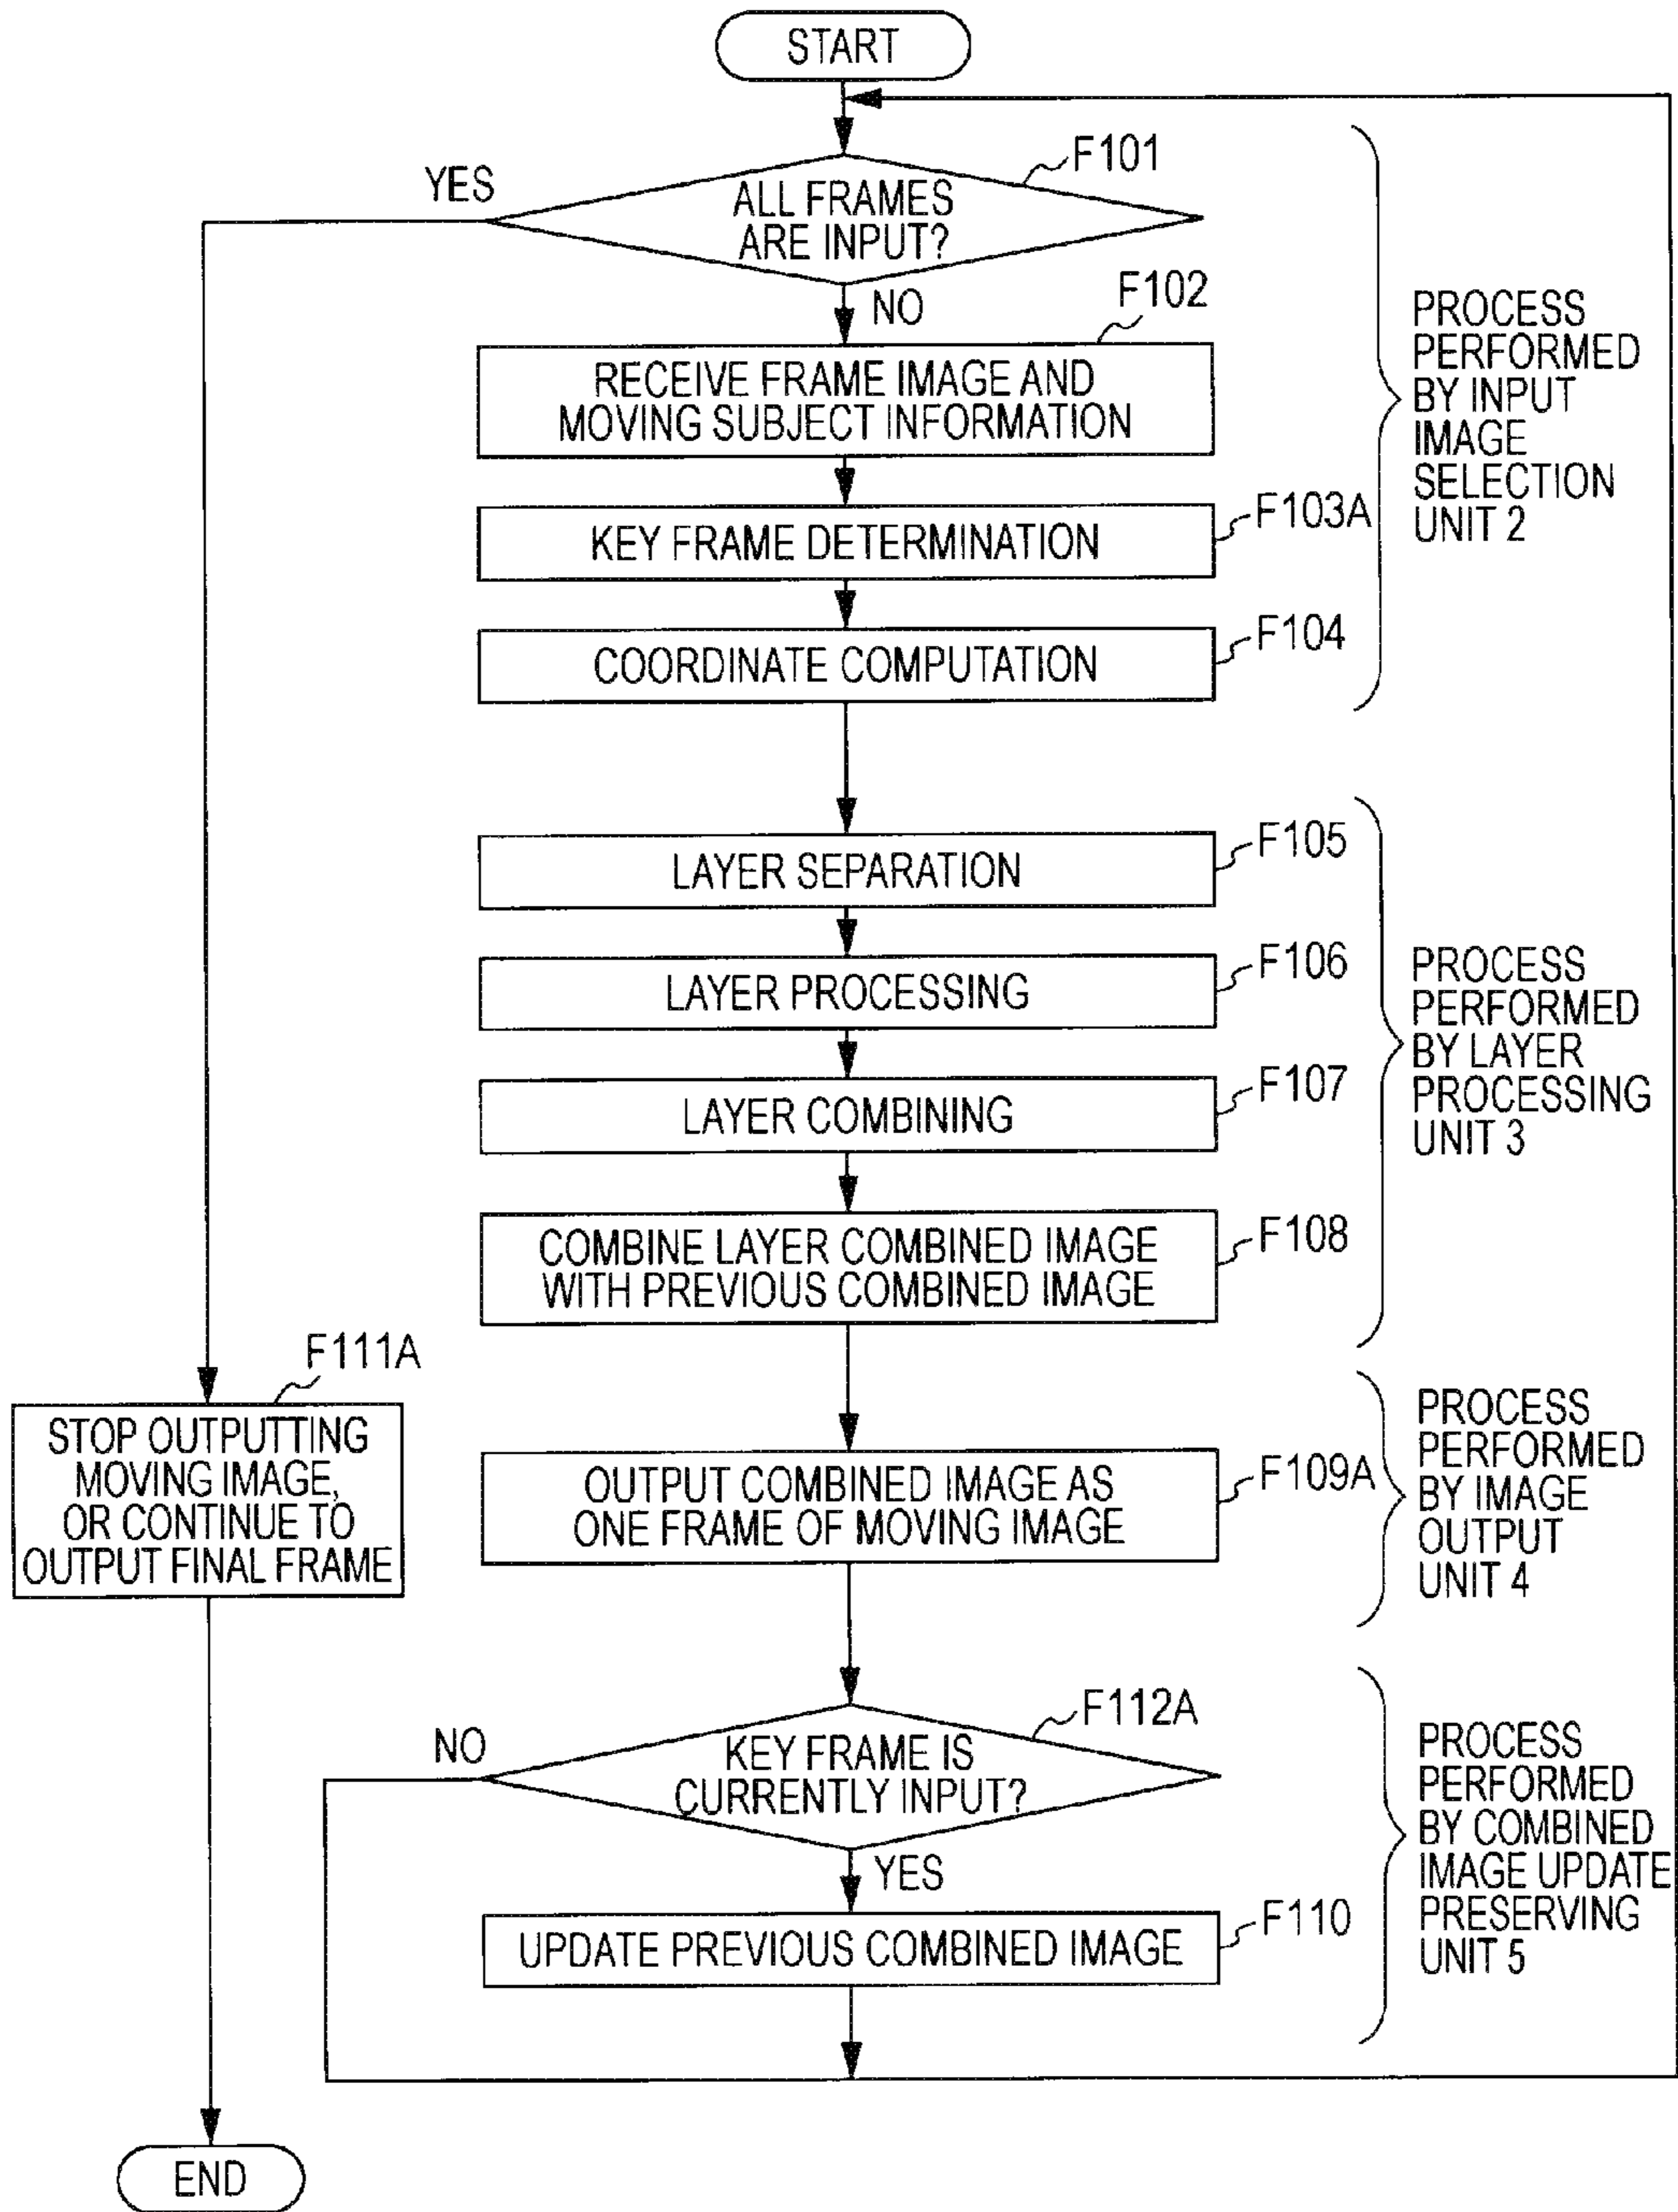 START
F101
YES
ALL FRAMES
ARE INPUT?
NO
F102
RECEIVE FRAME IMAGE AND
MOVING SUBJECT INFORMATION
F103A
KEY FRAME DETERMINATION
F104
COORDINATE COMPUTATION
PROCESS
PERFORMED
BY INPUT
IMAGE
SELECTION
UNIT 2
F105
LAYER SEPARATION
F106
LAYER PROCESSING
F107
LAYER COMBINING
F108
COMBINE LAYER COMBINED IMAGE
WITH PREVIOUS COMBINED IMAGE
PROCESS
PERFORMED
BY LAYER
PROCESSING
UNIT 3
F111A
STOP OUTPUTTING
MOVING IMAGE,
OR CONTINUE TO
OUTPUT FINAL FRAME
F109A
OUTPUT COMBINED IMAGE AS
ONE FRAME OF MOVING IMAGE
PROCESS
PERFORMED
BY IMAGE
OUTPUT
UNIT 4
F112A
NO
KEY FRAME IS
CURRENTLY INPUT?
YES
F110
UPDATE PREVIOUS COMBINED IMAGE
PROCESS
PERFORMED
BY COMBINED
IMAGE UPDATE
PRESERVING
UNIT 5
END